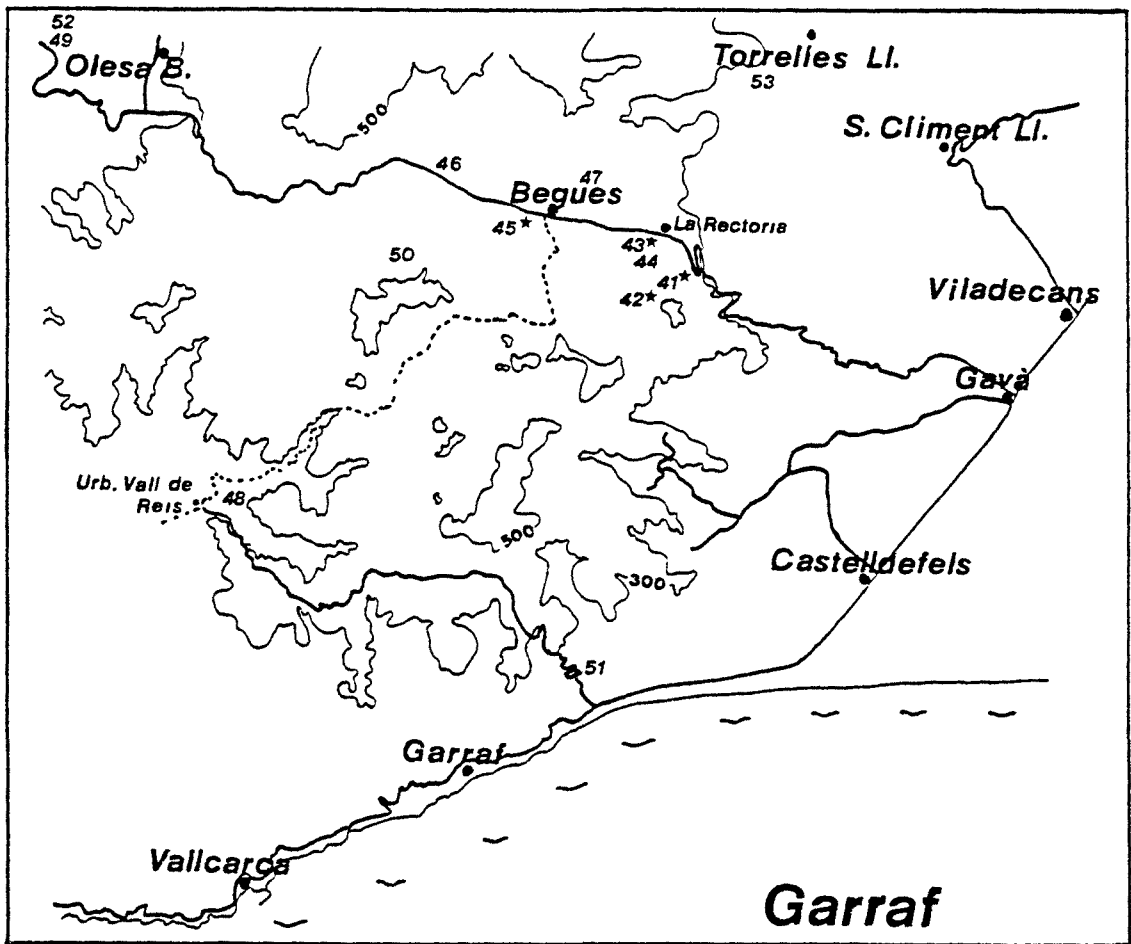 52
49
Olesa B.
Torrelles Ll.
53
500
S. Climent Ll.
46
47
Begues
45*
La Rectoria
43*
44
50
41*
42*
Viladecans
Gavà
Urb. Vall de
Reis
48
500
300
Castelldefels
51
Garraf
Vallcarca
Garraf